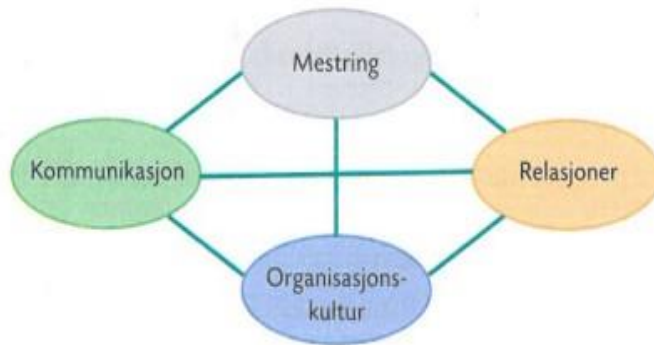 Mestring
Kommunikasjon
Relasjoner
Organisasjons-
kultur